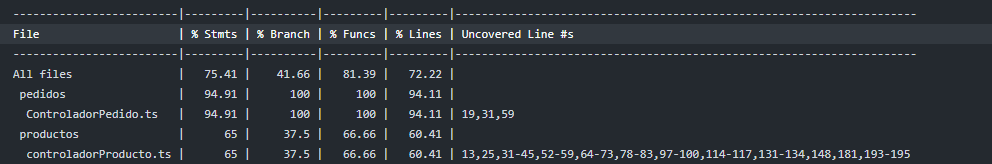 ---------------------------|---------|----------|---------|---------|-------------------------------------------------------------------
File                       | % Stmts | % Branch | % Funcs | % Lines | Uncovered Line #s
---------------------------|---------|----------|---------|---------|-------------------------------------------------------------------
All files                  |   75.41 |    41.66 |   81.39 |   72.22 |
 pedidos                   |   94.91 |      100 |     100 |   94.11 |
  ControladorPedido.ts     |   94.91 |      100 |     100 |   94.11 | 19,31,59
 productos                 |      65 |     37.5 |   66.66 |   60.41 |
  controladorProducto.ts   |      65 |     37.5 |   66.66 |   60.41 | 13,25,31-45,52-59,64-73,78-83,97-100,114-117,131-134,148,181,193-195